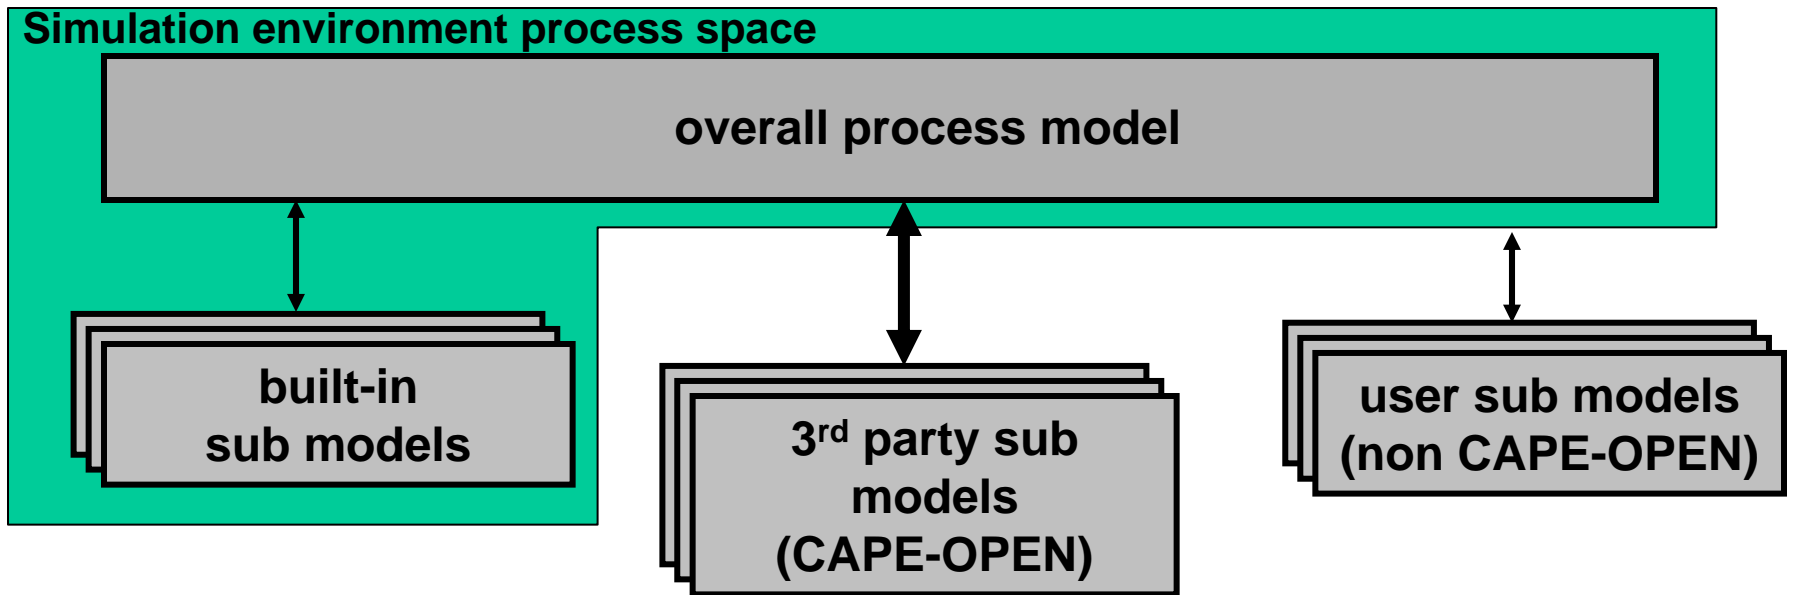 Simulation environment process space
overall process model
built-in
sub models
3rd party sub
models
(CAPE-OPEN)
user sub models
(non CAPE-OPEN)